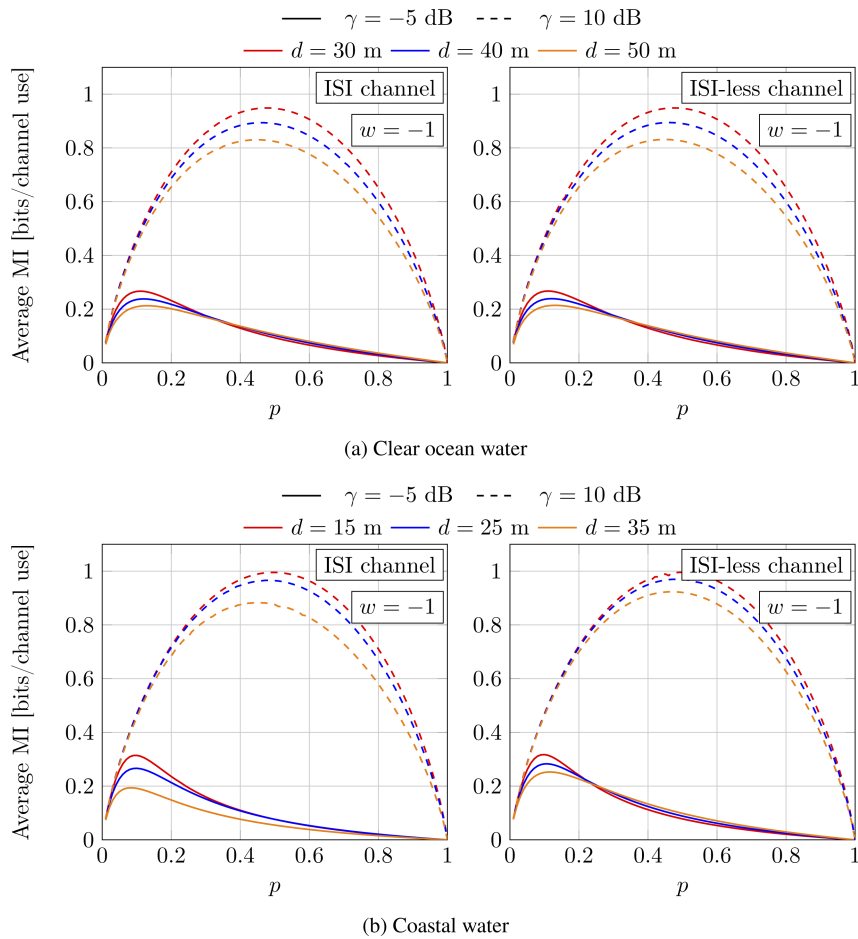 γ = −5 dB γ = 10 dB
d = 30 m d = 40 m d = 50 m
Average MI [bits/channel use]
ISI channel
w = −1
0
0.2
0.4
0.6
0.8
1
0 0.2 0.4 0.6 0.8 1
p
ISI-less channel
w = −1
0 0.2 0.4 0.6 0.8 1
p
(a) Clear ocean water
γ = −5 dB γ = 10 dB
d = 15 m d = 25 m d = 35 m
Average MI [bits/channel use]
ISI channel
w = −1
0
0.2
0.4
0.6
0.8
1
0 0.2 0.4 0.6 0.8 1
p
ISI-less channel
w = −1
0 0.2 0.4 0.6 0.8 1
p
(b) Coastal water